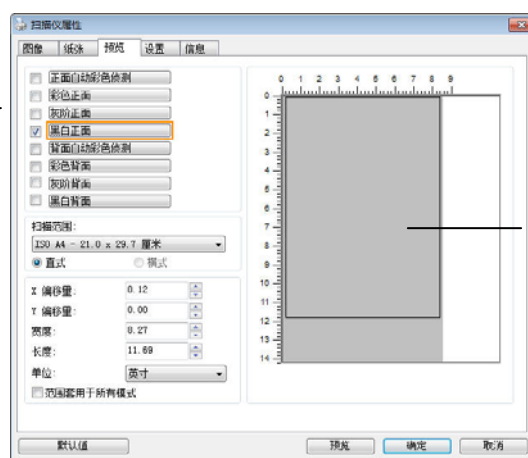 扫描仪属性
图像 纸张 预览 设置 信息
正面自动彩色侦测
彩色正面
灰阶正面
黑白正面
背面自动彩色侦测
彩色背面
灰阶背面
黑白背面
扫描范围:
ISO A4 - 21.0 x 29.7 厘米
直式 横式
X 偏移量: 0.12
Y 偏移量: 0.00
宽度: 8.27
长度: 11.69
单位: 英寸
范围套用于所有模式
0 1 2 3 4 5 6 7 8 9
0
1
2
3
4
5
6
7
8
9
10
11
12
13
14
默认值 预览 确定 取消